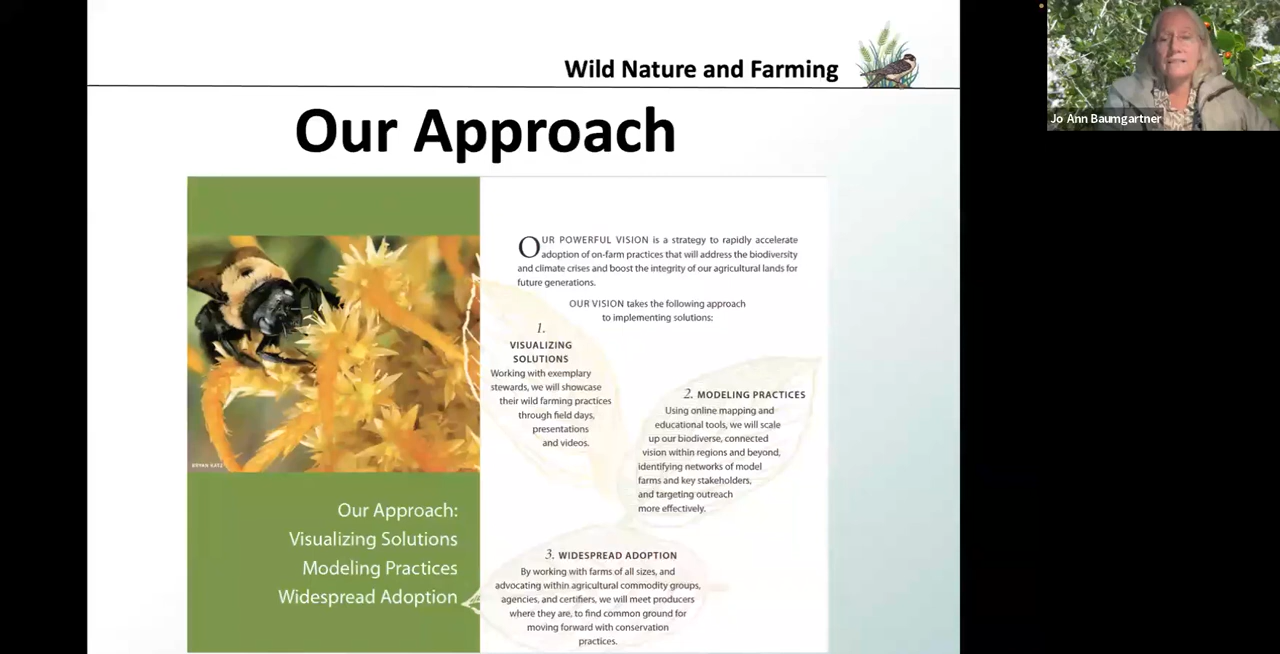 Wild Nature and Farming
Jo Ann Baumgartner
Our Approach
OUR POWERFUL VISION is a strategy to rapidly accelerate
adoption of on-farm practices that will address the biodiversity
and climate crises and boost the integrity of our agricultural lands for
future generations.
OUR VISION takes the following approach
to implementing solutions:
1.
VISUALIZING
SOLUTIONS
Working with exemplary
stewards, we will showcase
their wild farming practices
through field days,
presentations
and videos.
2. MODELING PRACTICES
Using online mapping and
educational tools, we will scale
up our biodiverse, connected
vision within regions and beyond,
identifying networks of model
farms and key stakeholders,
and targeting outreach
more effectively.
BRYAN KATZ
Our Approach:
Visualizing Solutions
Modeling Practices
Widespread Adoption
3. WIDESPREAD ADOPTION
By working with farms of all sizes, and
advocating within agricultural commodity groups,
agencies, and certifiers, we will meet producers
where they are, to find common ground for
moving forward with conservation
practices.